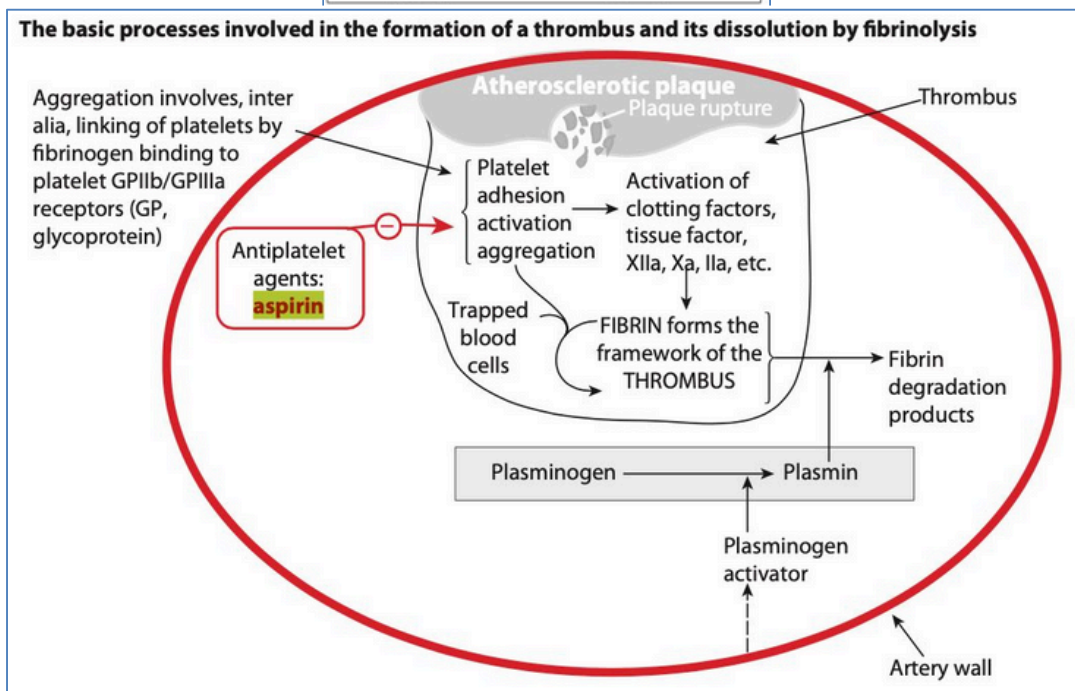 The basic processes involved in the formation of a thrombus and its dissolution by fibrinolysis
Atherosclerotic plaque
Plaque rupture
Aggregation involves, inter
alia, linking of platelets by
fibrinogen binding to
platelet GPIIb/GPIIIa
receptors (GP,
glycoprotein)
Thrombus
Platelet
adhesion
activation
aggregation
Activation of
clotting factors,
tissue factor,
XIIa, Xa, IIa, etc.
−
Antiplatelet
agents:
aspirin
Trapped
blood
cells
FIBRIN forms the
framework of the
THROMBUS
Fibrin
degradation
products
Plasminogen
Plasmin
Plasminogen
activator
Artery wall